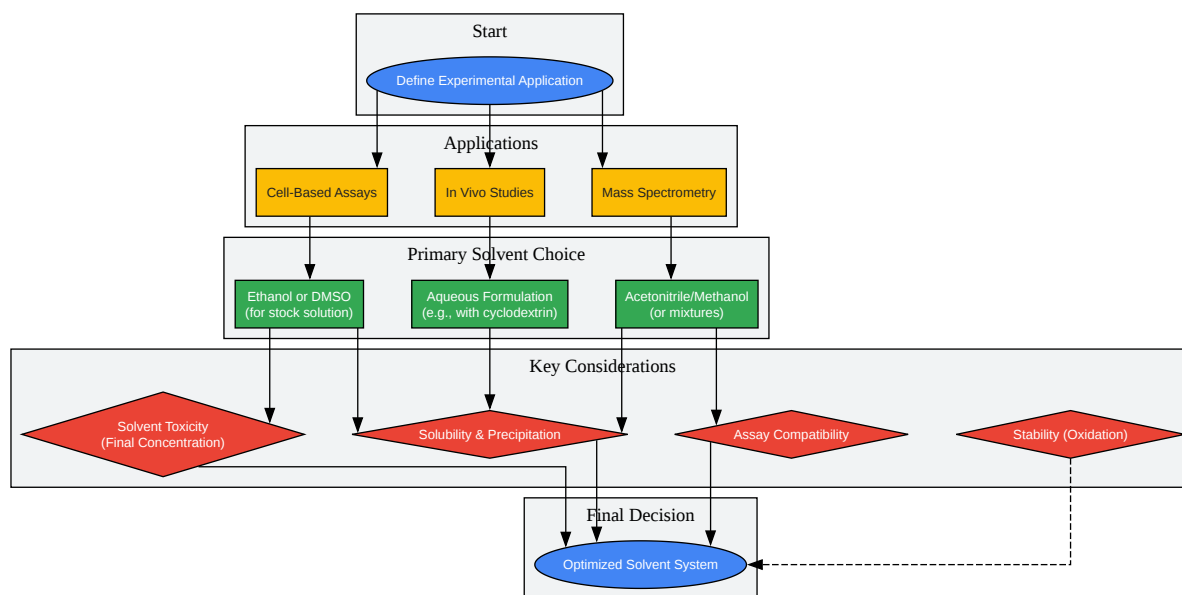 Start
Define Experimental Application
Applications
Cell-Based Assays
In Vivo Studies
Mass Spectrometry
Primary Solvent Choice
Ethanol or DMSO
(for stock solution)
Aqueous Formulation
(e.g., with cyclodextrin)
Acetonitrile/Methanol
(or mixtures)
Key Considerations
Solvent Toxicity
(Final Concentration)
Solubility & Precipitation
Assay Compatibility
Stability (Oxidation)
Final Decision
Optimized Solvent System